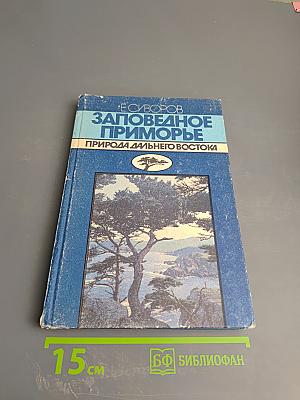 Е. СУВОРОВ
ЗАПОВЕДНОЕ
ПРИМОРЬЕ
ПРИРОДА ДАЛЬНЕГО ВОСТОКА
15 см
БФ БИБЛИОФАН